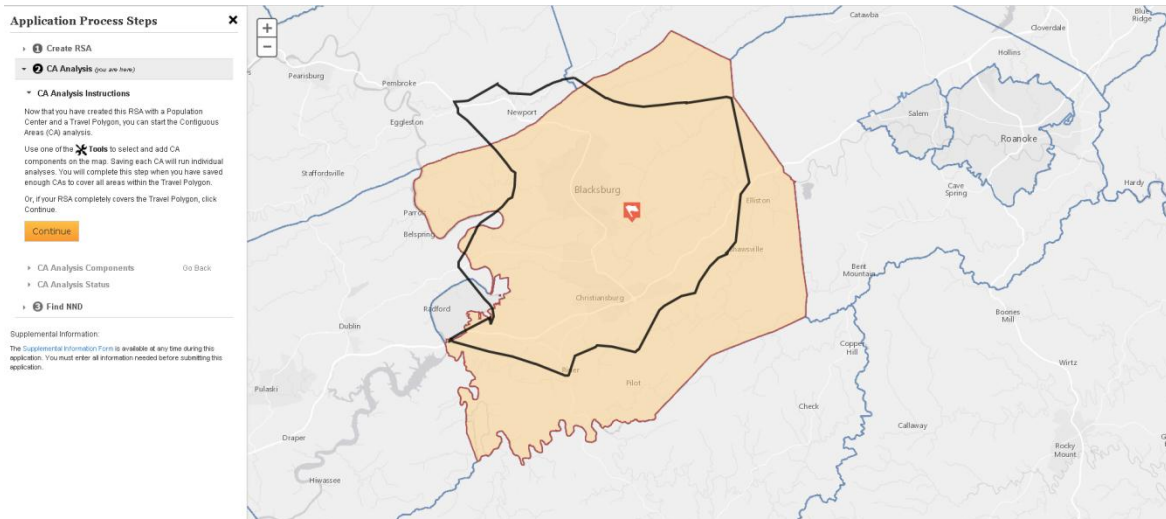 Application Process Steps
1 Create RSA
2 CA Analysis (you are here)
CA Analysis Instructions
Now that you have created this RSA with a Population
Center and a Travel Polygon, you can start the Contiguous
Areas (CA) analysis.
Use one of the Tools to select and add CA
components on the map. Saving each CA will run individual
analyses. You will complete this step when you have saved
enough CAs to cover all areas within the Travel Polygon.
Or, if your RSA completely covers the Travel Polygon, click
Continue.
Continue
CA Analysis Components Go Back
CA Analysis Status
3 Find NND
Supplemental Information:
The Supplemental Information Form is available at any time during this
application. You must enter all information needed before submitting this
application.
+
−
Catawba
Blue
Ridge
Cloverdale
Hollins
Pearisburg
Pembroke
Newport
Eggleston
Salem
Roanoke
Staffordsville
Blacksburg
Cave
Spring
Hardy
Elliston
Parrott
Belspring
Shawsville
Bent
Mountain
Christiansburg
Radford
Boones
Mill
Dublin
Copper
Hill
Wirtz
Riner
Pilot
Pulaski
Check
Callaway
Draper
Rocky
Mount
Hiwassee